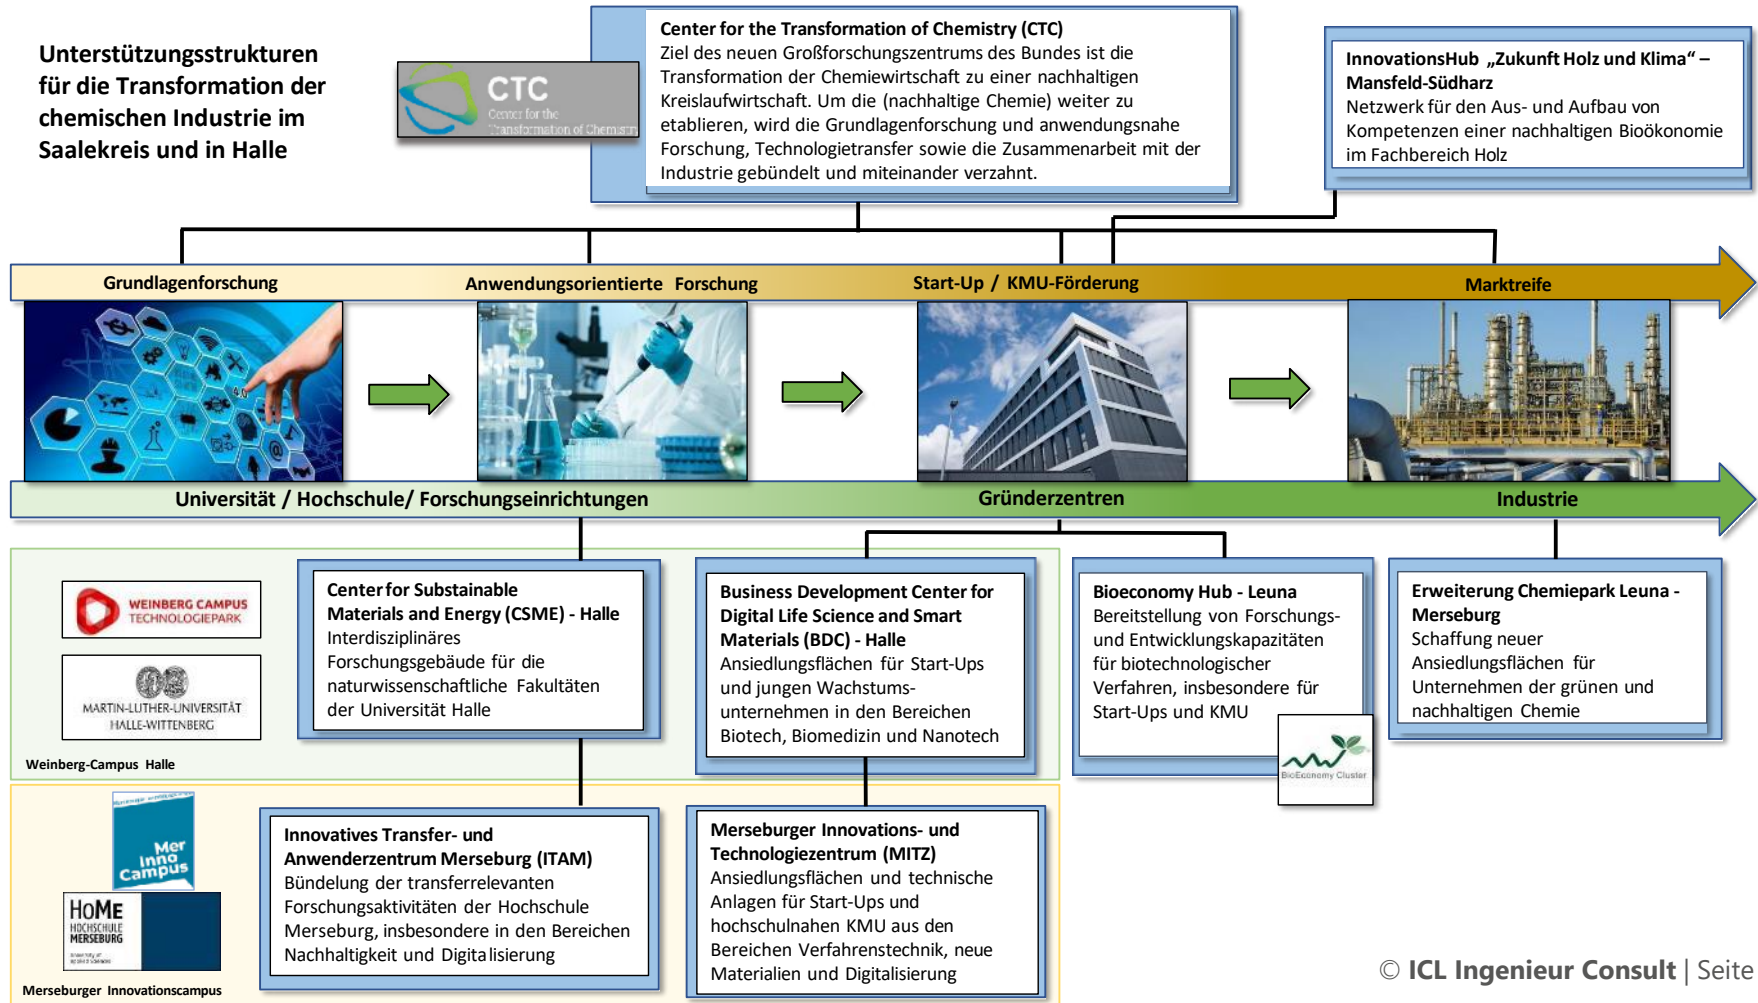 Unterstützungsstrukturen
für die Transformation der
chemischen Industrie im
Saalekreis und in Halle
CTC
Center for the
Transformation of Chemistry
Center for the Transformation of Chemistry (CTC)
Ziel des neuen Großforschungszentrums des Bundes ist die
Transformation der Chemiewirtschaft zu einer nachhaltigen
Kreislaufwirtschaft. Um die (nachhaltige Chemie) weiter zu
etablieren, wird die Grundlagenforschung und anwendungsnahe
Forschung, Technologietransfer sowie die Zusammenarbeit mit der
Industrie gebündelt und miteinander verzahnt.
InnovationsHub „Zukunft Holz und Klima“ –
Mansfeld-Südharz
Netzwerk für den Aus- und Aufbau von
Kompetenzen einer nachhaltigen Bioökonomie
im Fachbereich Holz
Grundlagenforschung
Anwendungsorientierte Forschung
Start-Up / KMU-Förderung
Marktreife
4.0
Universität / Hochschule/ Forschungseinrichtungen
Gründerzentren
Industrie
WEINBERG CAMPUS
TECHNOLOGIEPARK
MARTIN-LUTHER-UNIVERSITÄT
HALLE-WITTENBERG
Weinberg-Campus Halle
Center for Substainable
Materials and Energy (CSME) - Halle
Interdisziplinäres
Forschungsgebäude für die
naturwissenschaftliche Fakultäten
der Universität Halle
Business Development Center for
Digital Life Science and Smart
Materials (BDC) - Halle
Ansiedlungsflächen für Start-Ups
und jungen Wachstums-
unternehmen in den Bereichen
Biotech, Biomedizin und Nanotech
Bioeconomy Hub - Leuna
Bereitstellung von Forschungs-
und Entwicklungskapazitäten
für biotechnologischer
Verfahren, insbesondere für
Start-Ups und KMU
BioEconomy Cluster
Erweiterung Chemiepark Leuna -
Merseburg
Schaffung neuer
Ansiedlungsflächen für
Unternehmen der grünen und
nachhaltigen Chemie
Mer
Inno
Campus
HoMe
HOCHSCHULE
MERSEBURG
University of
Applied Sciences
Merseburger Innovationscampus
Innovatives Transfer- und
Anwenderzentrum Merseburg (ITAM)
Bündelung der transferrelevanten
Forschungsaktivitäten der Hochschule
Merseburg, insbesondere in den Bereichen
Nachhaltigkeit und Digitalisierung
Merseburger Innovations- und
Technologiezentrum (MITZ)
Ansiedlungsflächen und technische
Anlagen für Start-Ups und
hochschulnahen KMU aus den
Bereichen Verfahrenstechnik, neue
Materialien und Digitalisierung
© ICL Ingenieur Consult | Seite